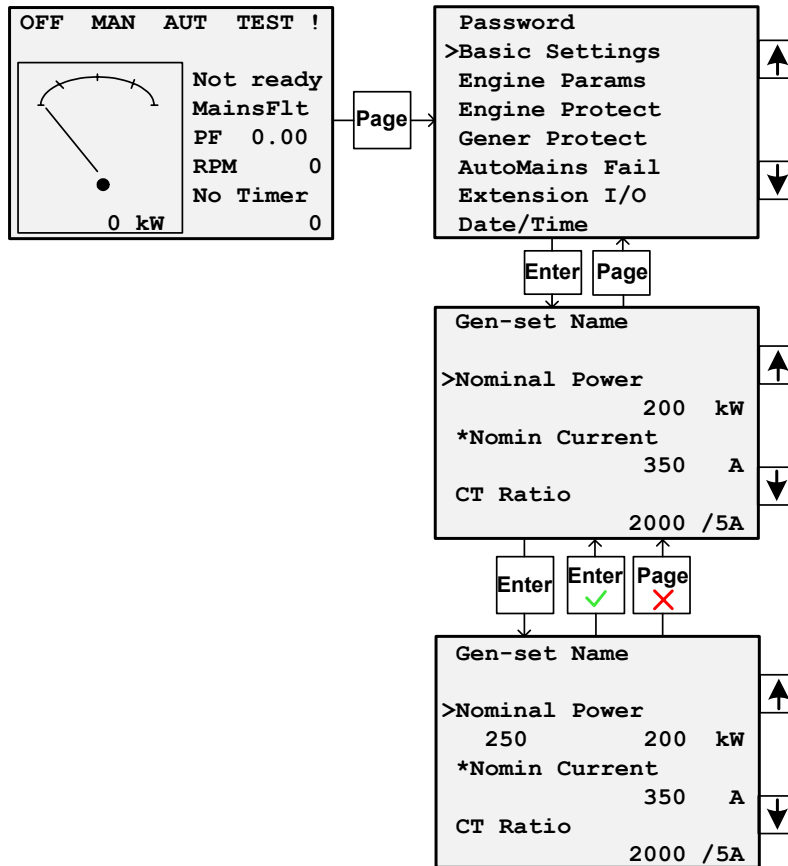 OFF MAN AUT TEST !
Not ready
MainsFlt
PF 0.00
RPM 0
No Timer
0 kW 0
Page
Password
>Basic Settings
Engine Params
Engine Protect
Gener Protect
AutoMains Fail
Extension I/O
Date/Time
Enter
Page
Gen-set Name
>Nominal Power
200 kW
*Nomin Current
350 A
CT Ratio
2000 /5A
Enter
Enter
Page
Gen-set Name
>Nominal Power
250 200 kW
*Nomin Current
350 A
CT Ratio
2000 /5A